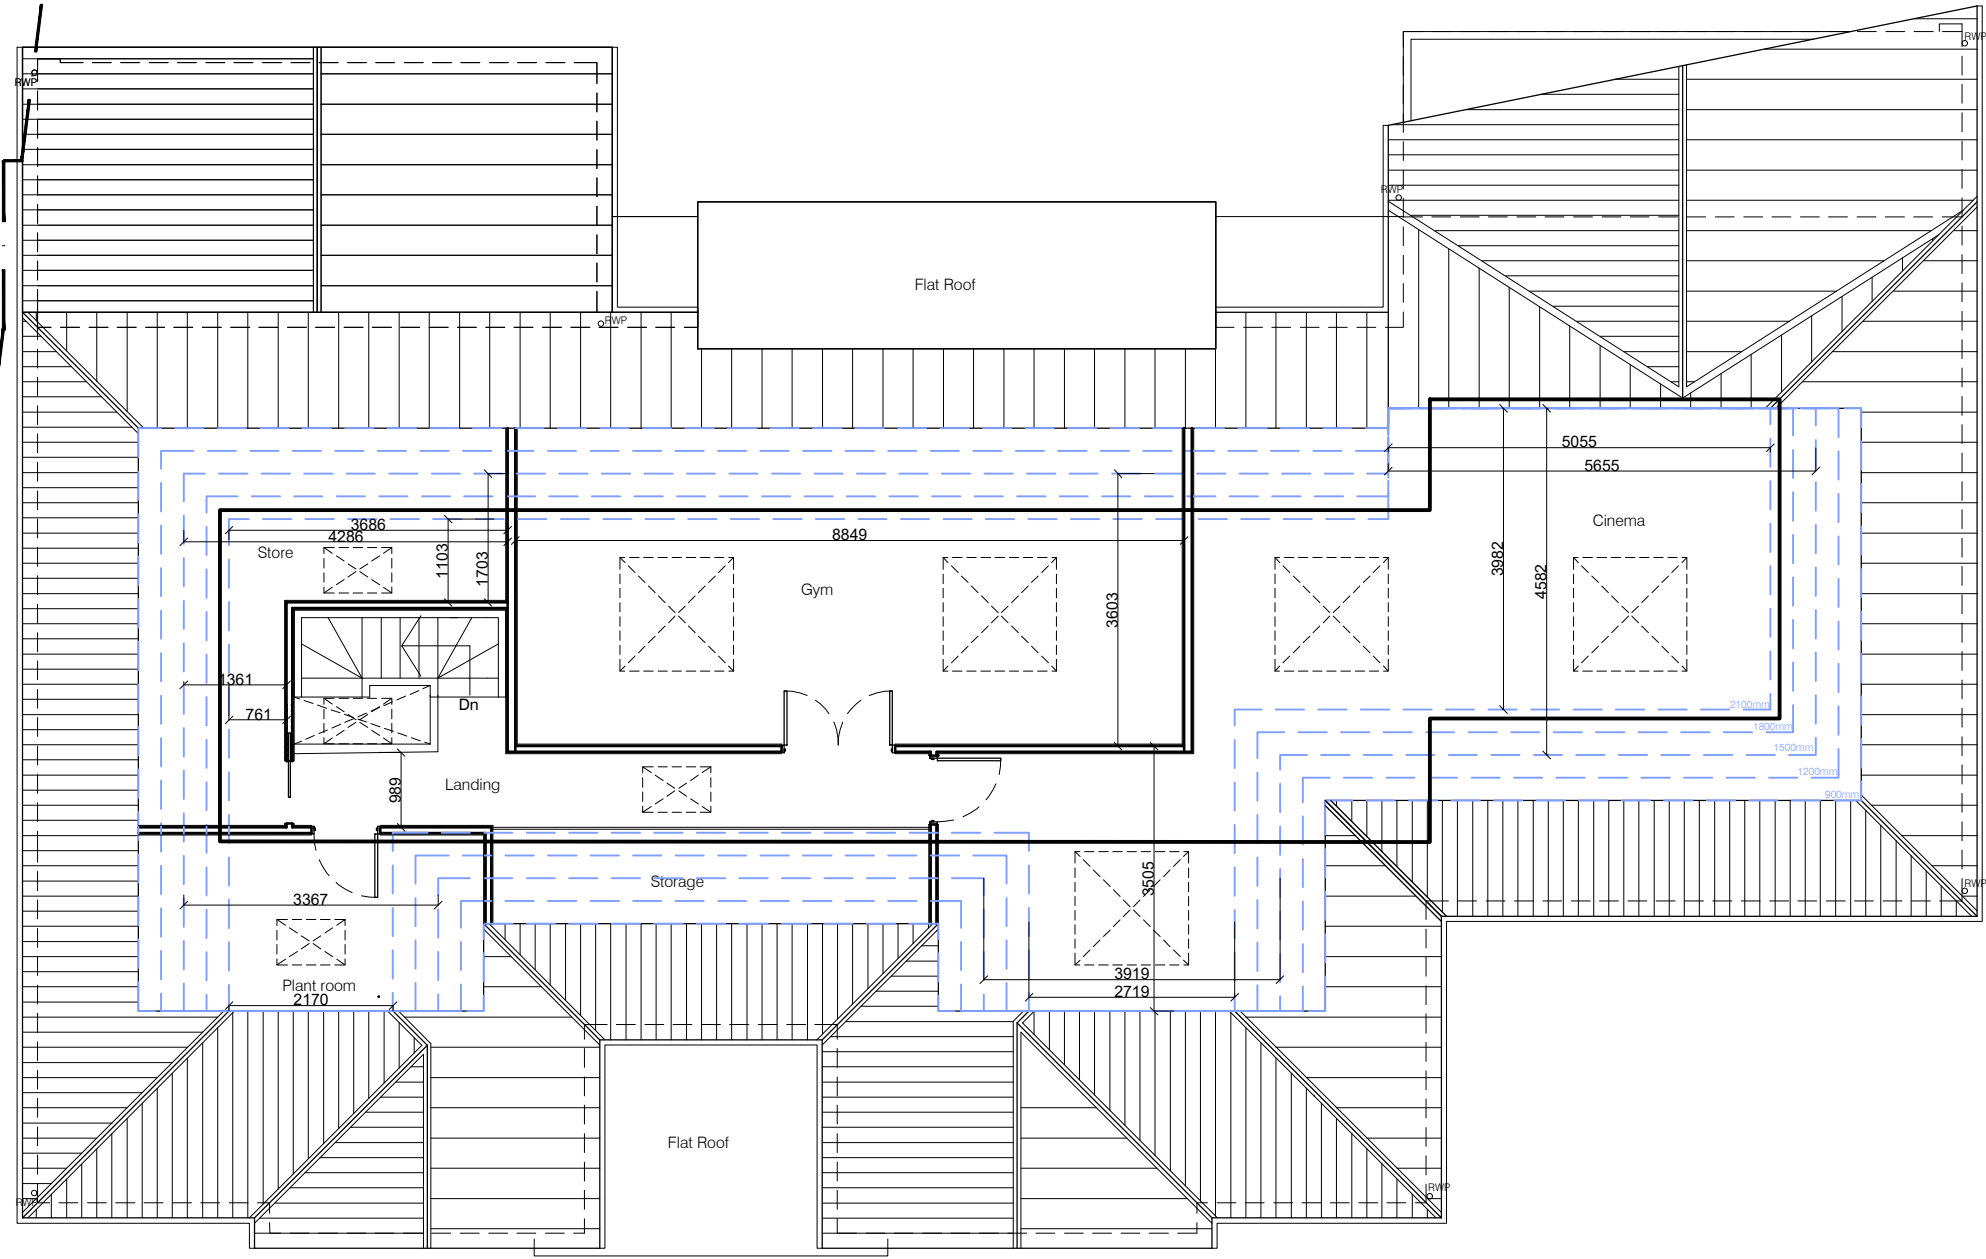 RWP
RWP
RWP
Flat Roof
RWP
5055
5655
3686
4286
Store
1103
1703
8849
Cinema
3982
4582
Gym
3603
1361
761
Dn
2100mm
1800mm
1500mm
1200mm
900mm
989
Landing
Storage
3505
3367
RWP
3919
2719
Plant room
2170
Flat Roof
RWP
RWP